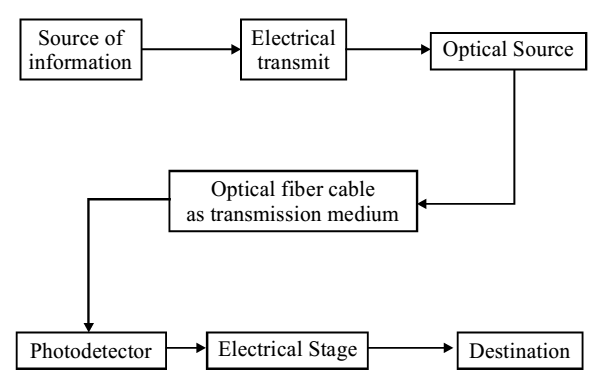 Source of
information
Electrical
transmit
Optical Source
Optical fiber cable
as transmission medium
Photodetector
Electrical Stage
Destination